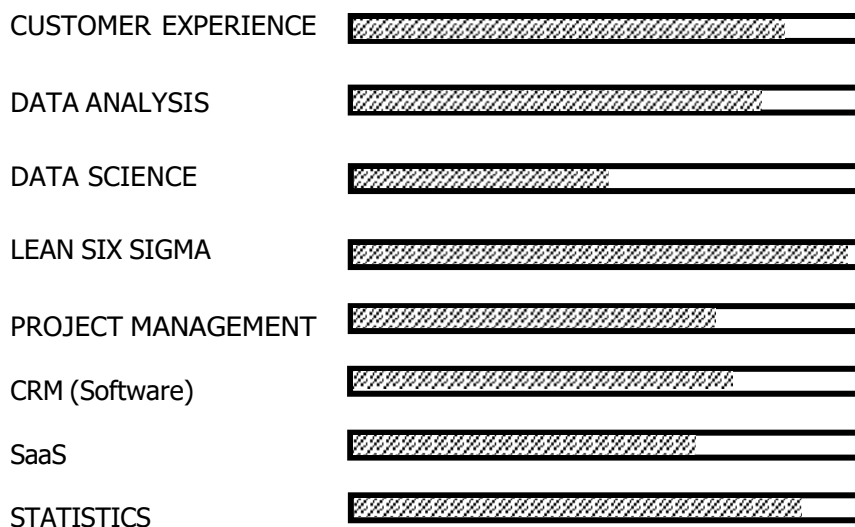 CUSTOMER EXPERIENCE
DATA ANALYSIS
DATA SCIENCE
LEAN SIX SIGMA
PROJECT MANAGEMENT
CRM (Software)
SaaS
STATISTICS